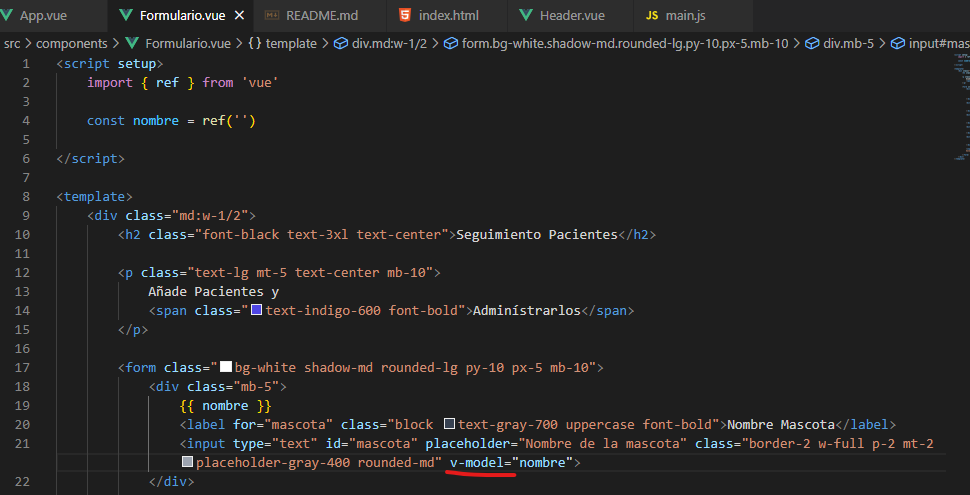 App.vue Formulario.vue × README.md index.html Header.vue JS main.js
src > components > Formulario.vue > {} template > div.md:w-1/2 > form.bg-white.shadow-md.rounded-lg.py-10.px-5.mb-10 > div.mb-5 > input#mas
1 <script setup>
2 import { ref } from 'vue'
3
4 const nombre = ref('')
5
6 </script>
7
8 <template>
9 <div class="md:w-1/2">
10 <h2 class="font-black text-3xl text-center">Seguimiento Pacientes</h2>
11
12 <p class="text-lg mt-5 text-center mb-10">
13 Añade Pacientes y
14 <span class="text-indigo-600 font-bold">Adminístrarlos</span>
15 </p>
16
17 <form class="bg-white shadow-md rounded-lg py-10 px-5 mb-10">
18 <div class="mb-5">
19 {{ nombre }}
20 <label for="mascota" class="block text-gray-700 uppercase font-bold">Nombre Mascota</label>
21 <input type="text" id="mascota" placeholder="Nombre de la mascota" class="border-2 w-full p-2 mt-2
placeholder-gray-400 rounded-md" v-model="nombre">
22 </div>